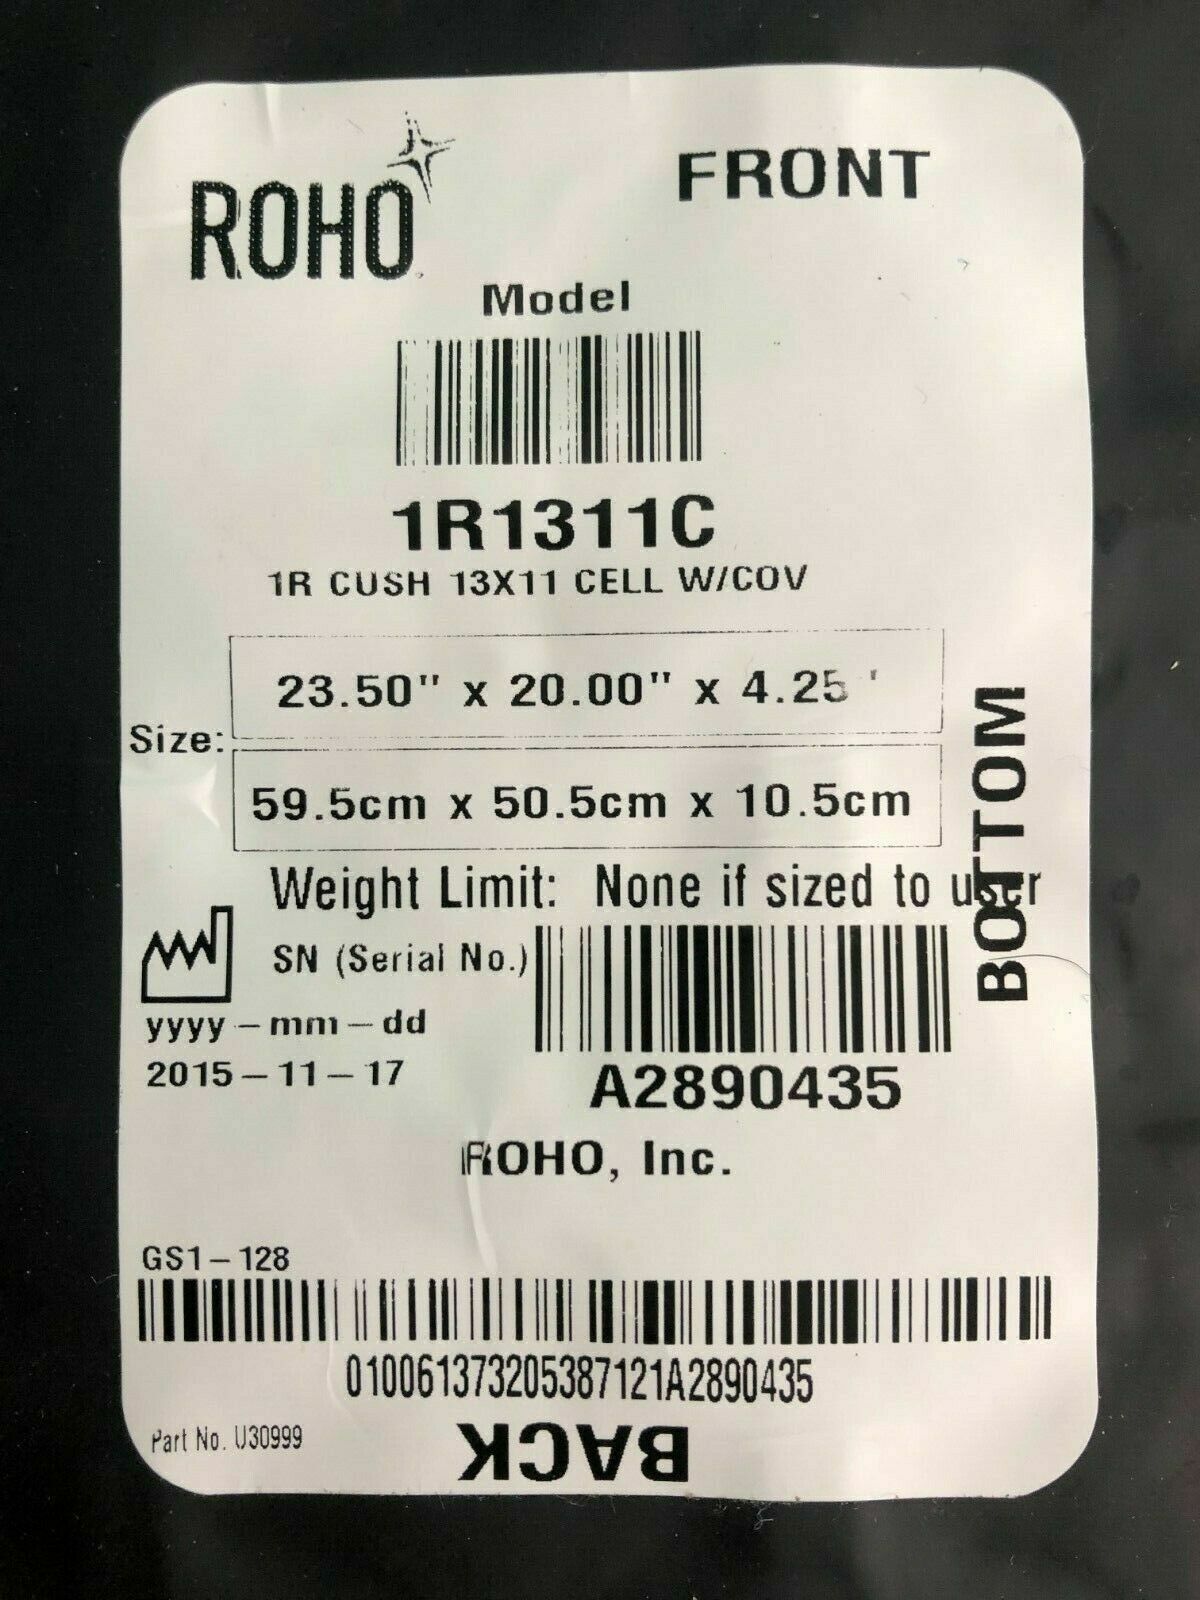 ROHO
FRONT
Model
1R1311C
1R CUSH 13X11 CELL W/COV
23.50" x 20.00" x 4.25 '
Size:
59.5cm x 50.5cm x 10.5cm
BOTTOM
Weight Limit: None if sized to user
SN (Serial No.)
yyyy-mm-dd
2015-11-17
A2890435
ROHO, Inc.
GS1-128
010061373205387121A2890435
Part No. U30999
BACK